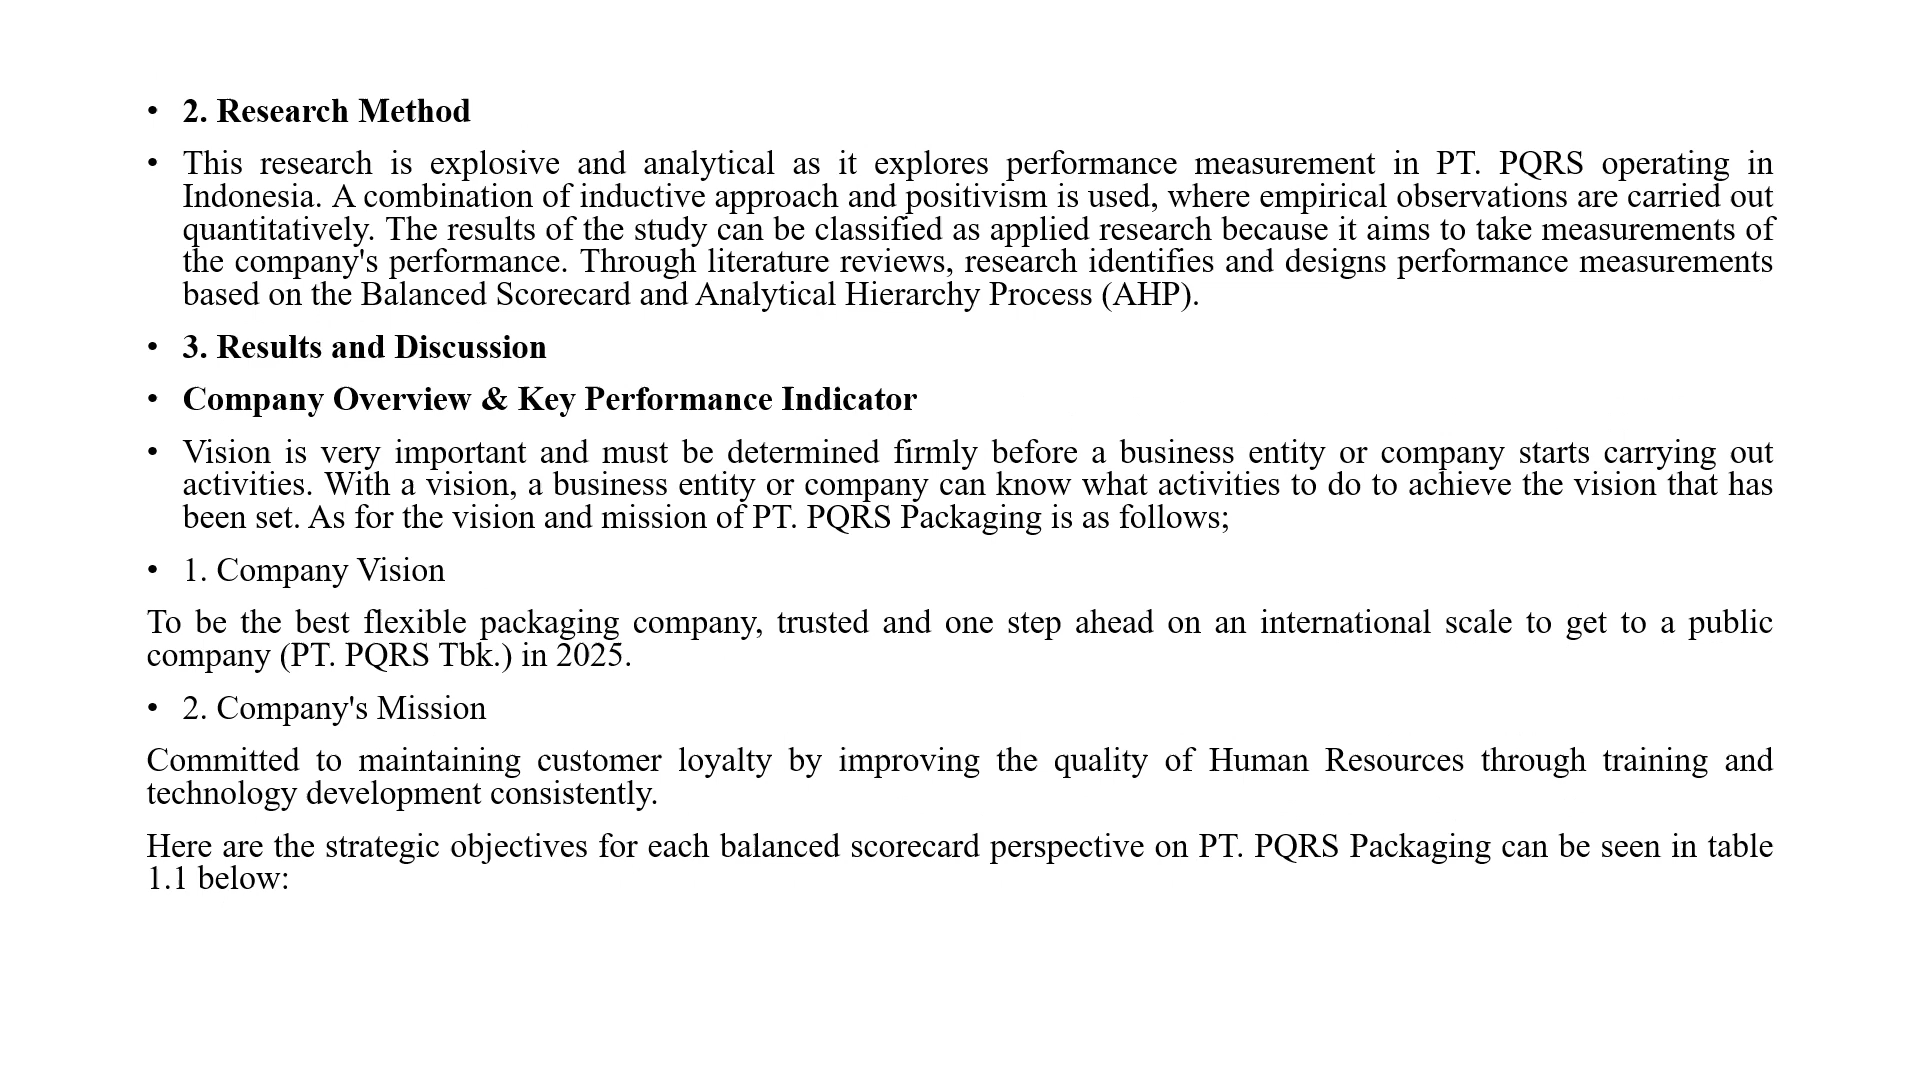 • 2. Research Method
• This research is explosive and analytical as it explores performance measurement in PT. PQRS operating in
Indonesia. A combination of inductive approach and positivism is used, where empirical observations are carried out
quantitatively. The results of the study can be classified as applied research because it aims to take measurements of
the company's performance. Through literature reviews, research identifies and designs performance measurements
based on the Balanced Scorecard and Analytical Hierarchy Process (AHP).
• 3. Results and Discussion
• Company Overview & Key Performance Indicator
• Vision is very important and must be determined firmly before a business entity or company starts carrying out
activities. With a vision, a business entity or company can know what activities to do to achieve the vision that has
been set. As for the vision and mission of PT. PQRS Packaging is as follows;
• 1. Company Vision
To be the best flexible packaging company, trusted and one step ahead on an international scale to get to a public
company (PT. PQRS Tbk.) in 2025.
• 2. Company's Mission
Committed to maintaining customer loyalty by improving the quality of Human Resources through training and
technology development consistently.
Here are the strategic objectives for each balanced scorecard perspective on PT. PQRS Packaging can be seen in table
1.1 below: